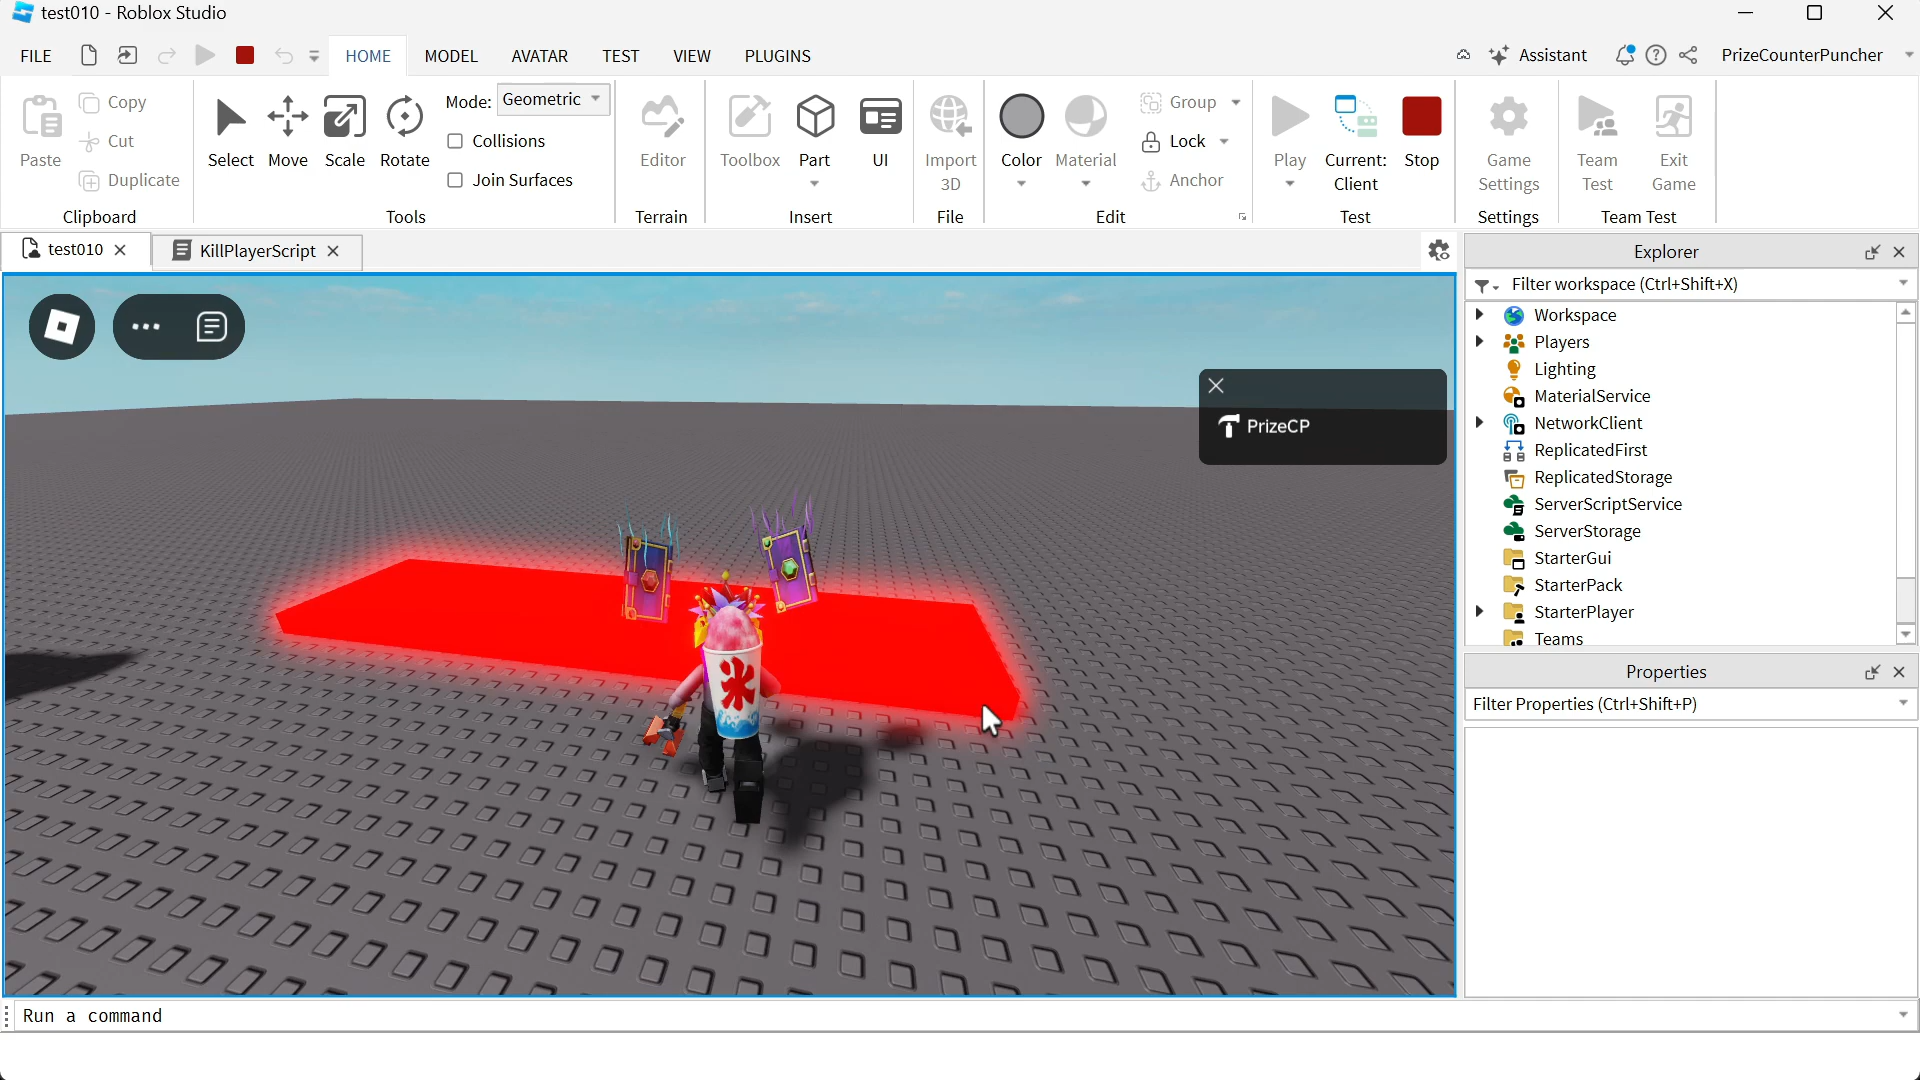 test010 - Roblox Studio
FILE HOME MODEL AVATAR TEST VIEW PLUGINS Assistant PrizeCounterPuncher
Paste Copy Cut Duplicate
Clipboard
Select Move Scale Rotate Mode: Geometric
Collisions
Join Surfaces
Tools
Editor
Terrain
Toolbox Part UI
Insert
Import
3D
File
Color Material Group Lock Anchor
Edit
Play Current:
Client
Stop
Test
Game
Settings
Settings
Team
Test
Exit
Game
Team Test
test010 KillPlayerScript
PrizeCP
氷
Explorer
Filter workspace (Ctrl+Shift+X)
Workspace
Players
Lighting
MaterialService
NetworkClient
ReplicatedFirst
ReplicatedStorage
ServerScriptService
ServerStorage
StarterGui
StarterPack
StarterPlayer
Teams
Properties
Filter Properties (Ctrl+Shift+P)
Run a command